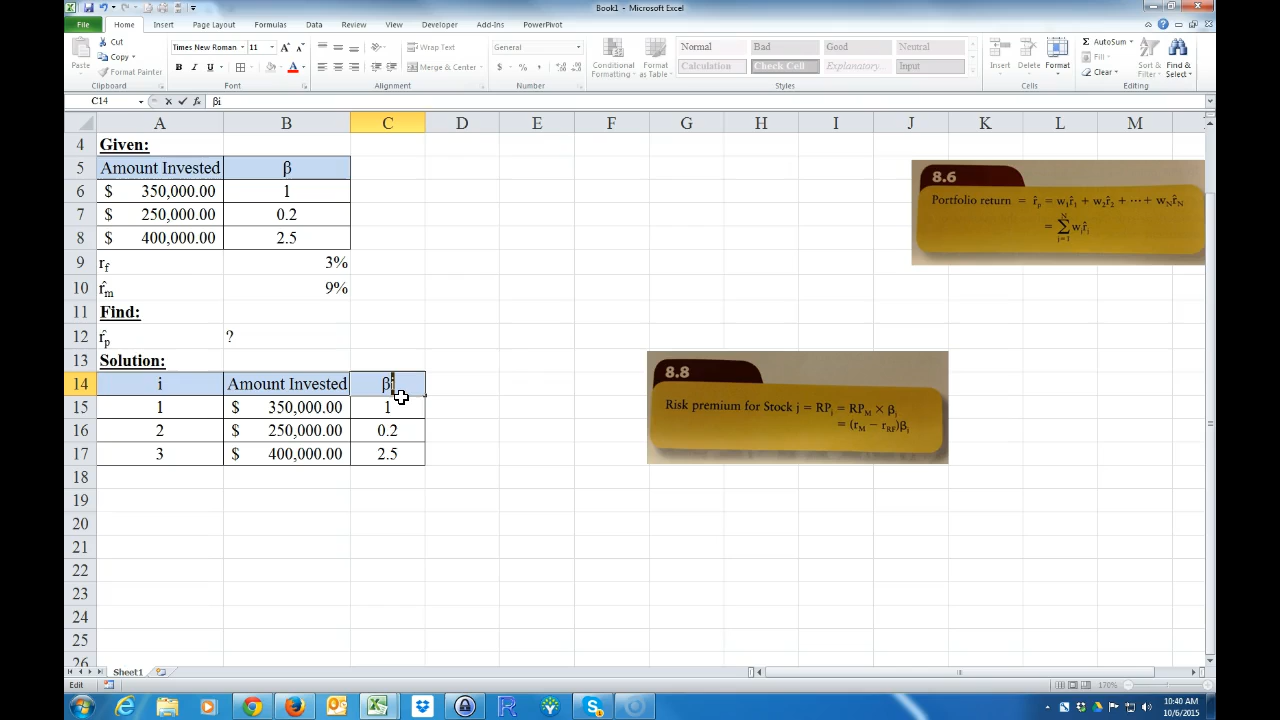 Book1 - Microsoft Excel
File Home Insert Page Layout Formulas Data Review View Developer Add-Ins PowerPivot
Cut
Copy
Format Painter
Paste
Clipboard
Times New Roman 11
B I U
Font
Wrap Text
Merge & Center
Alignment
General
$ % ,
Number
Conditional Formatting
Format as Table
Normal Bad Good Neutral
Calculation Check Cell Explanatory... Input
Styles
Insert Delete Format
Cells
AutoSum
Fill
Clear
Sort & Filter
Find & Select
Editing
C14 fx βi
A B C D E F G H I J K L M
4 Given:
5 Amount Invested β
6 $ 350,000.00 1
7 $ 250,000.00 0.2
8 $ 400,000.00 2.5
9 rf 3%
10 r̂m 9%
11 Find:
12 r̂p ?
13 Solution:
14 i Amount Invested βi
15 1 $ 350,000.00 1
16 2 $ 250,000.00 0.2
17 3 $ 400,000.00 2.5
18
19
20
21
22
23
24
25
26
8.6
Portfolio return = r̂p = w1r̂1 + w2r̂2 + ··· + wNr̂N
= Σ wjr̂j
N
j=1
8.8
Risk premium for Stock j = RPj = RPM × βj
= (rM − rRF)βj
Sheet1
Edit
170%
10:40 AM
10/6/2015